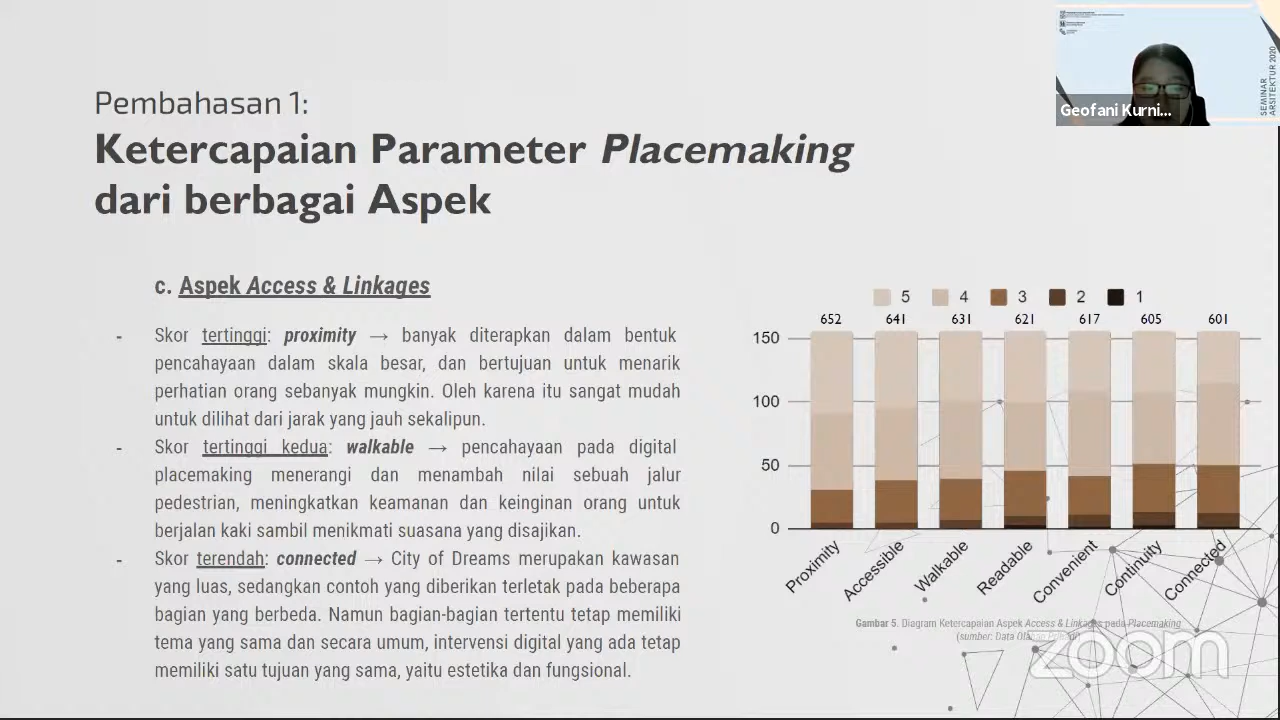 SEMINAR
ARSITEKTUR 2020
Geofani Kurni...
Pembahasan 1:
Ketercapaian Parameter Placemaking
dari berbagai Aspek
c. Aspek Access & Linkages
- Skor tertinggi: proximity → banyak diterapkan dalam bentuk
pencahayaan dalam skala besar, dan bertujuan untuk menarik
perhatian orang sebanyak mungkin. Oleh karena itu sangat mudah
untuk dilihat dari jarak yang jauh sekalipun.
- Skor tertinggi kedua: walkable → pencahayaan pada digital
placemaking menerangi dan menambah nilai sebuah jalur
pedestrian, meningkatkan keamanan dan keinginan orang untuk
berjalan kaki sambil menikmati suasana yang disajikan.
- Skor terendah: connected → City of Dreams merupakan kawasan
yang luas, sedangkan contoh yang diberikan terletak pada beberapa
bagian yang berbeda. Namun bagian-bagian tertentu tetap memiliki
tema yang sama dan secara umum, intervensi digital yang ada tetap
memiliki satu tujuan yang sama, yaitu estetika dan fungsional.
5 4 3 2 1
652 641 631 621 617 605 601
150
100
50
0
Proximity Accessible Walkable Readable Convenient Continuity Connected
Gambar 5. Diagram Ketercapaian Aspek Access & Linkages pada Placemaking
(sumber: Data Olahan Pribadi)
zoom